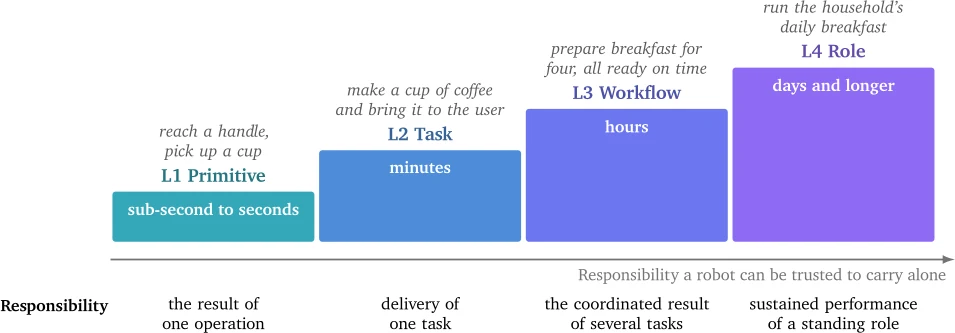 reach a handle,
pick up a cup
L1 Primitive
sub-second to seconds
make a cup of coffee
and bring it to the user
L2 Task
minutes
prepare breakfast for
four, all ready on time
L3 Workflow
hours
run the household’s
daily breakfast
L4 Role
days and longer
Responsibility a robot can be trusted to carry alone
Responsibility
the result of
one operation
delivery of
one task
the coordinated result
of several tasks
sustained performance
of a standing role